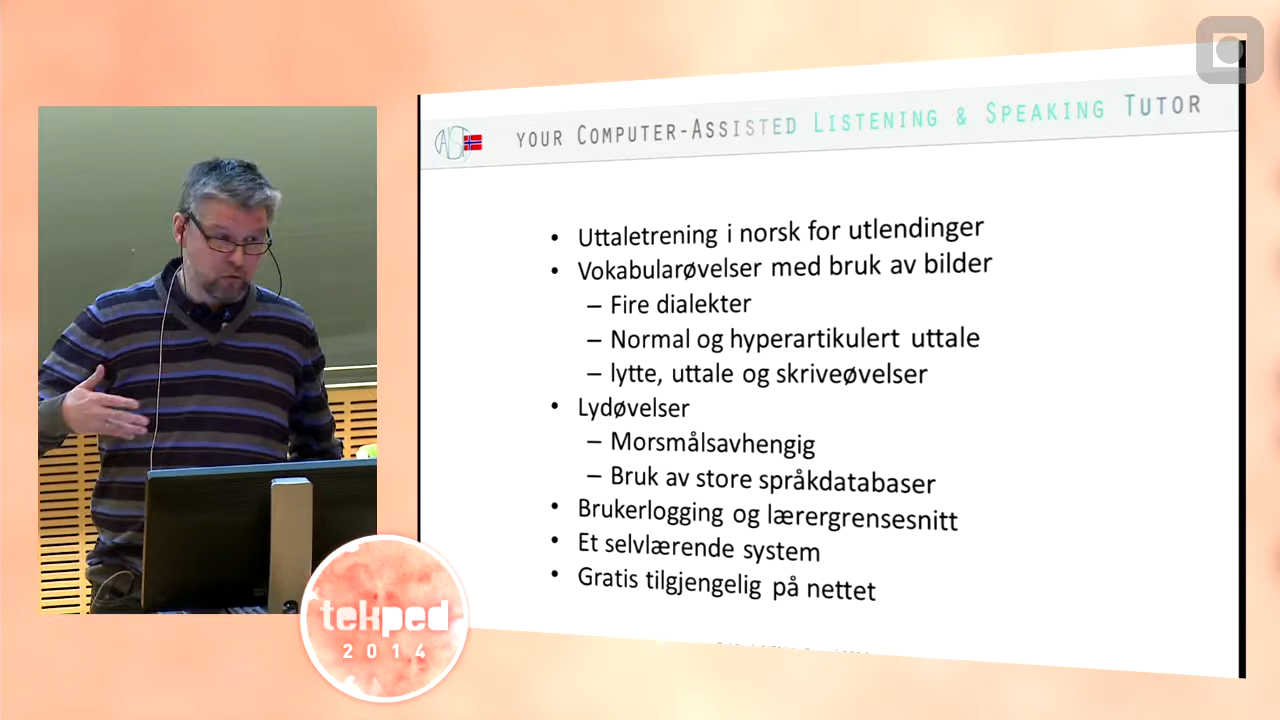 CALST
YOUR COMPUTER-ASSISTED LISTENING & SPEAKING TUTOR
• Uttaletrening i norsk for utlendinger
• Vokabularøvelser med bruk av bilder
– Fire dialekter
– Normal og hyperartikulert uttale
– lytte, uttale og skriveøvelser
• Lydøvelser
– Morsmålsavhengig
– Bruk av store språkdatabaser
• Brukerlogging og lærergrensesnitt
• Et selvlærende system
• Gratis tilgjengelig på nettet
tekped
2014